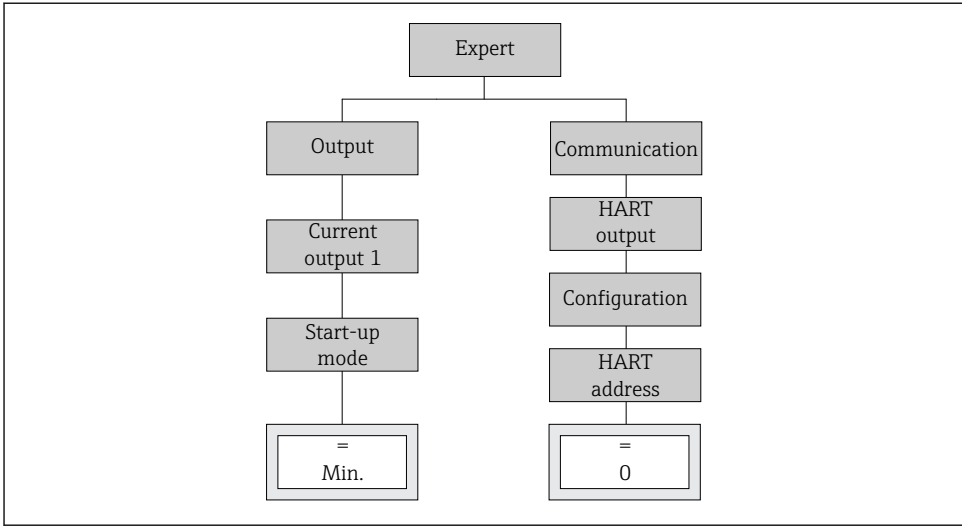 Expert
Output
Communication
Current
output 1
HART
output
Configuration
Start-up
mode
HART
address
=
Min.
=
0